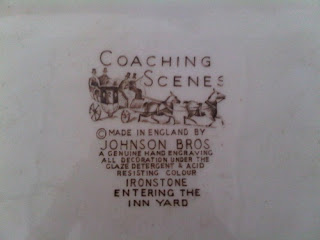 COACHING
SCENES
© MADE IN ENGLAND BY
JOHNSON BROS
A GENUINE HAND ENGRAVING
ALL DECORATION UNDER THE
GLAZE DETERGENT & ACID
RESISTING COLOUR
IRONSTONE
ENTERING THE
INN YARD